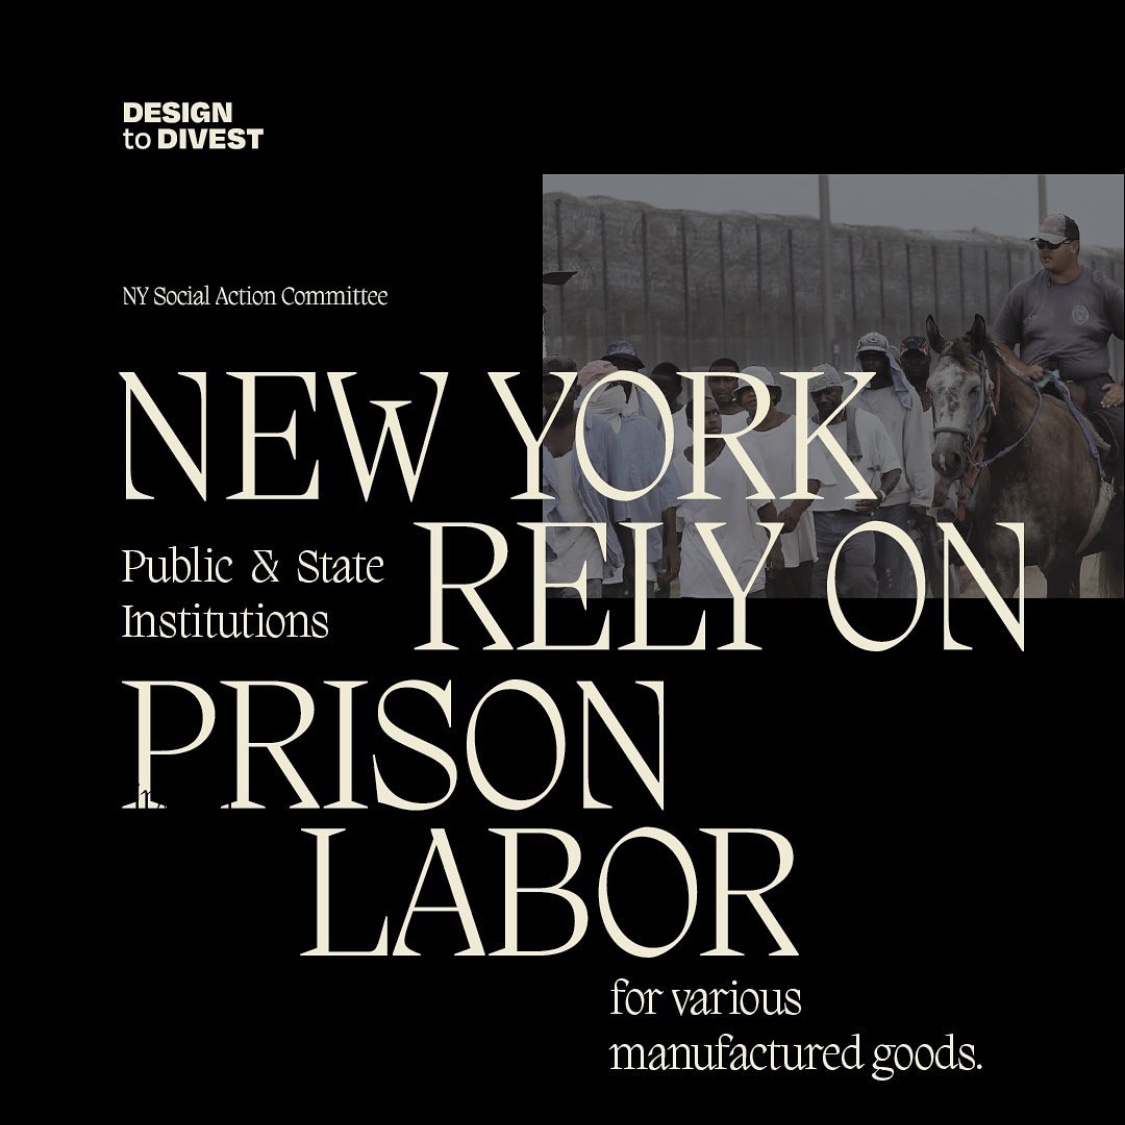 DESIGN
to DIVEST
NY Social Action Committee
NEW YORK
Public & State
Institutions
RELY ON
PRISON
LABOR
for various
manufactured goods.